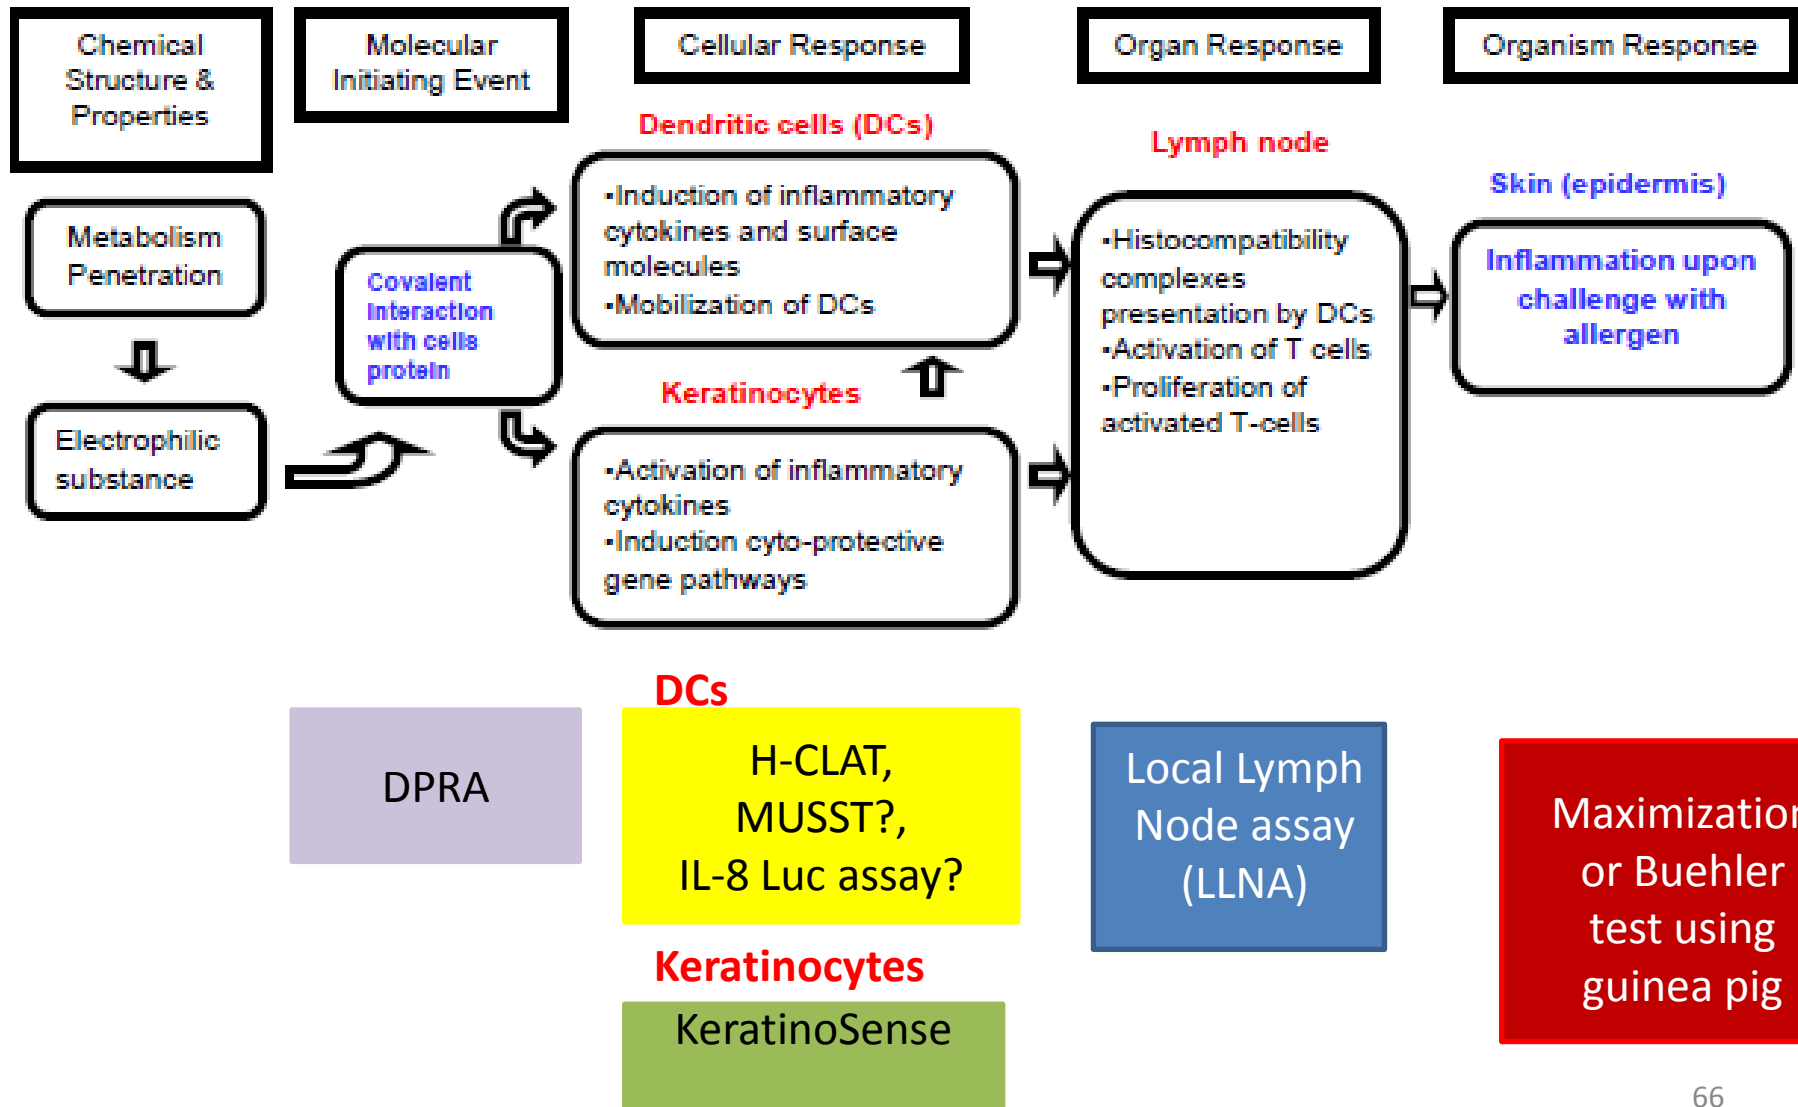 Chemical
Structure &
Properties
Molecular
Initiating Event
Cellular Response
Organ Response
Organism Response
Metabolism
Penetration
Electrophilic
substance
Covalent
interaction
with cells
protein
Dendritic cells (DCs)
▪Induction of inflammatory
cytokines and surface
molecules
▪Mobilization of DCs
Keratinocytes
▪Activation of inflammatory
cytokines
▪Induction cyto-protective
gene pathways
Lymph node
▪Histocompatibility
complexes
presentation by DCs
▪Activation of T cells
▪Proliferation of
activated T-cells
Skin (epidermis)
Inflammation upon
challenge with
allergen
DPRA
DCs
H-CLAT,
MUSST?,
IL-8 Luc assay?
Keratinocytes
KeratinoSense
Local Lymph
Node assay
(LLNA)
Maximization
or Buehler
test using
guinea pig
66